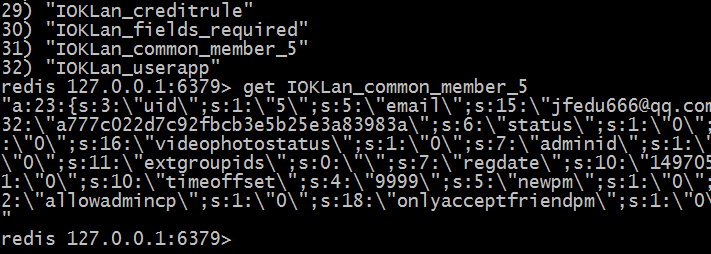 29) "IOKLan_creditrule"
30) "IOKLan_fields_required"
31) "IOKLan_common_member_5"
32) "IOKLan_userapp"
redis 127.0.0.1:6379> get IOKLan_common_member_5
"a:23:{s:3:\"uid\";s:1:\"5\";s:5:\"email\";s:15:\"jfedu666@qq.com
32:\"a777c022d7c92fbcb3e5b25e3a83983a\";s:6:\"status\";s:1:\"0\";
:\"0\";s:16:\"videophotostatus\";s:1:\"0\";s:7:\"adminid\";s:1:\"
\"0\";s:11:\"extgroupids\";s:0:\"\";s:7:\"regdate\";s:10:\"149705
1:\"0\";s:10:\"timeoffset\";s:4:\"9999\";s:5:\"newpm\";s:1:\"0\";
2:\"allowadmincp\";s:1:\"0\";s:18:\"onlyacceptfriendpm\";s:1:\"0\
"
redis 127.0.0.1:6379>